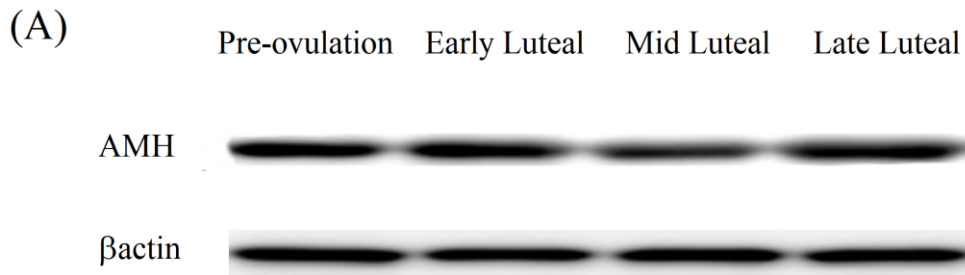 (A)
Pre-ovulation Early Luteal Mid Luteal Late Luteal
AMH
βactin